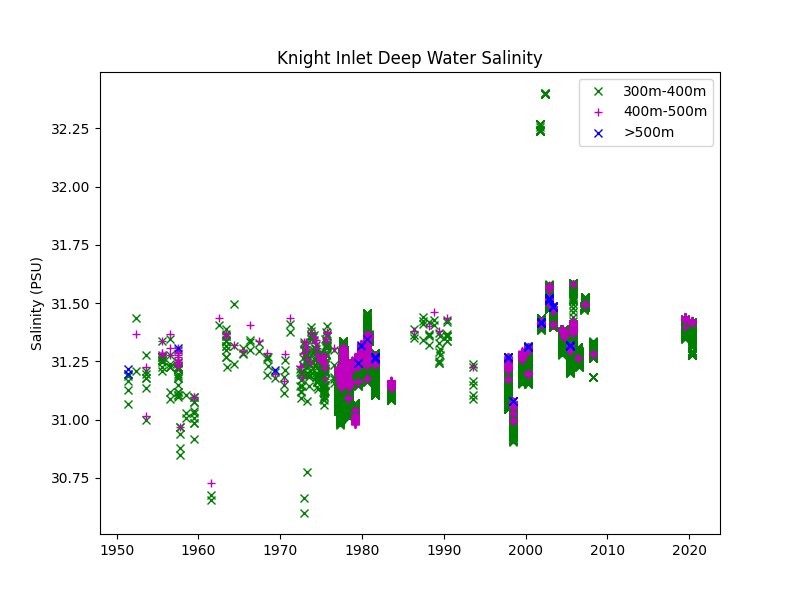 Knight Inlet Deep Water Salinity
300m-400m
400m-500m
>500m
Salinity (PSU)
32.25
32.00
31.75
31.50
31.25
31.00
30.75
1950 1960 1970 1980 1990 2000 2010 2020